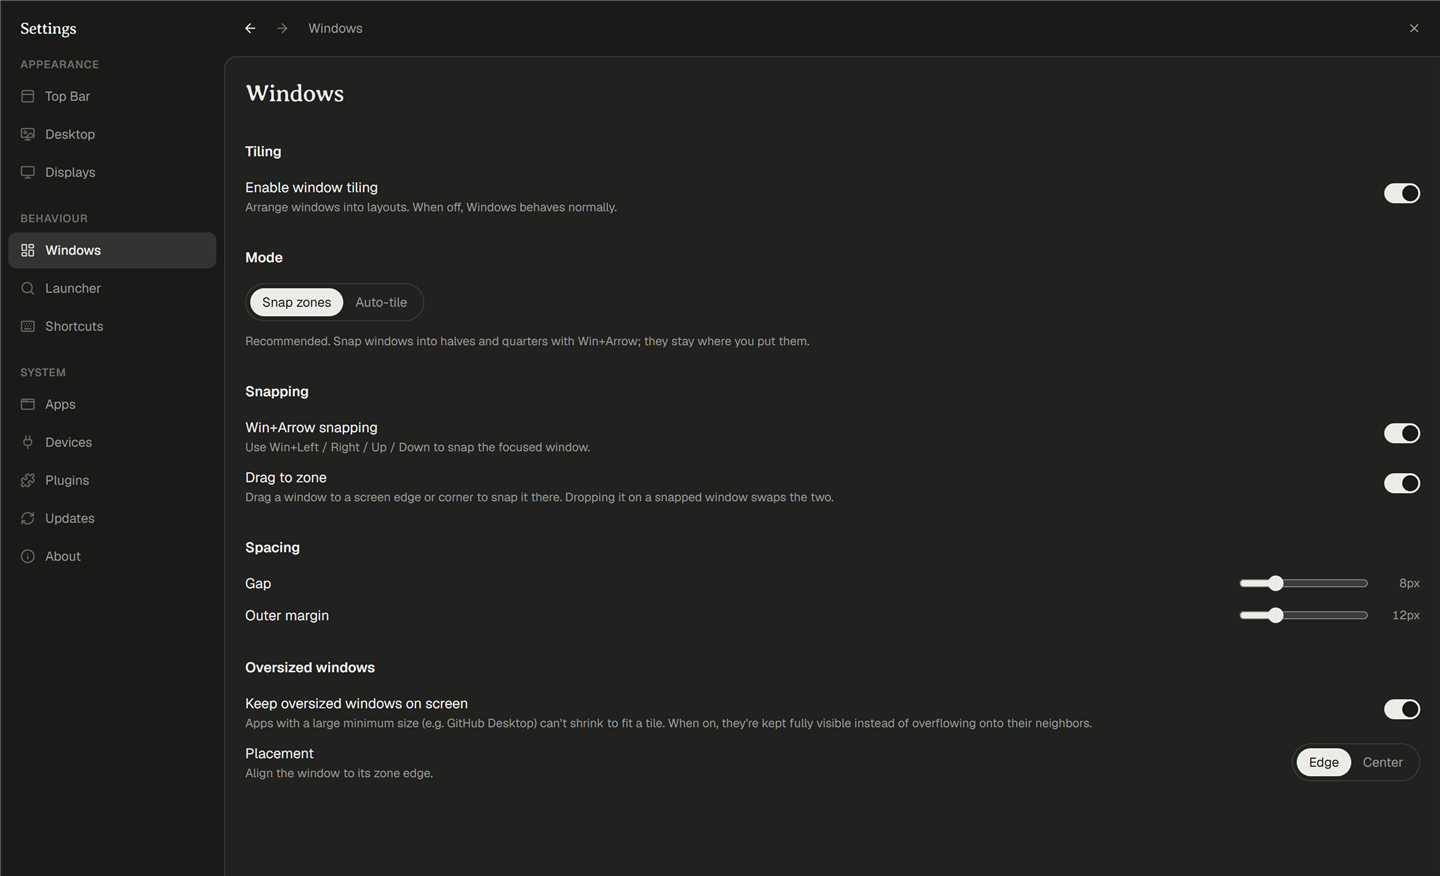 Settings
APPEARANCE
Top Bar
Desktop
Displays
BEHAVIOUR
Windows
Launcher
Shortcuts
SYSTEM
Apps
Devices
Plugins
Updates
About
Windows
Windows
Tiling
Enable window tiling
Arrange windows into layouts. When off, Windows behaves normally.
Mode
Snap zones
Auto-tile
Recommended. Snap windows into halves and quarters with Win+Arrow; they stay where you put them.
Snapping
Win+Arrow snapping
Use Win+Left / Right / Up / Down to snap the focused window.
Drag to zone
Drag a window to a screen edge or corner to snap it there. Dropping it on a snapped window swaps the two.
Spacing
Gap
8px
Outer margin
12px
Oversized windows
Keep oversized windows on screen
Apps with a large minimum size (e.g. GitHub Desktop) can't shrink to fit a tile. When on, they're kept fully visible instead of overflowing onto their neighbors.
Placement
Align the window to its zone edge.
Edge
Center